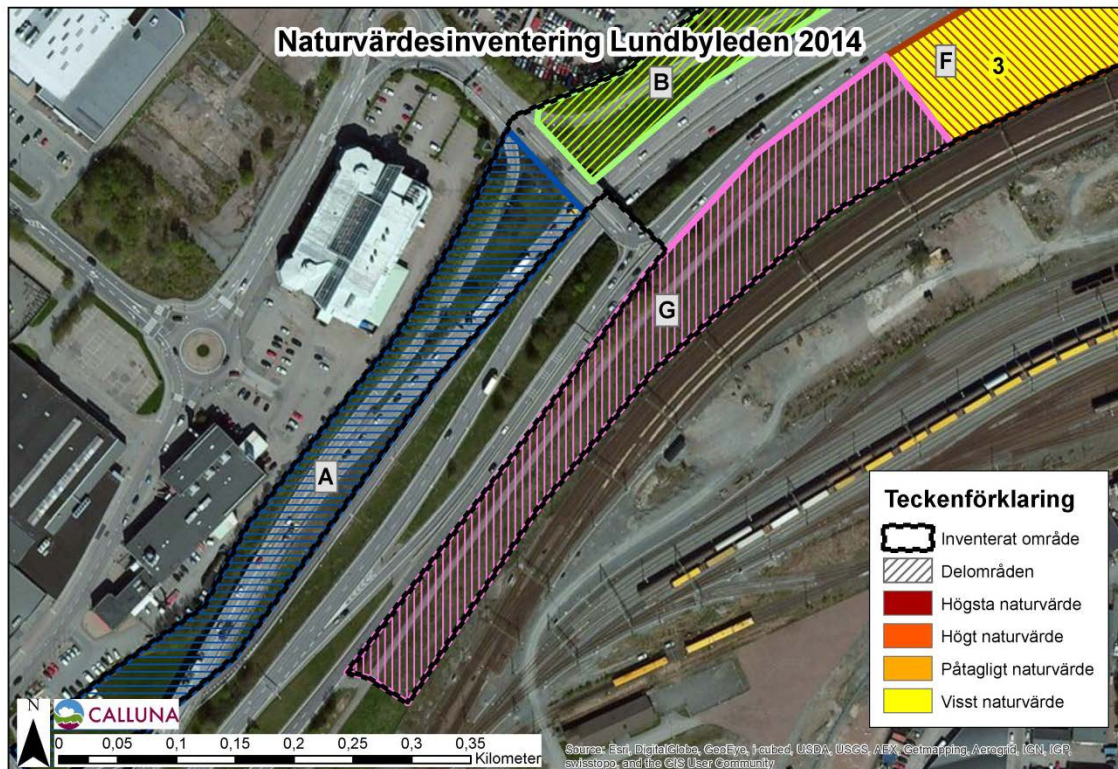 Naturvärdesinventering Lundbyleden 2014
B
F
3
G
A
Teckenförklaring
Inventerat område
Delområden
Högsta naturvärde
Högt naturvärde
Påtagligt naturvärde
Visst naturvärde
N
CALLUNA
0 0,05 0,1 0,15 0,2 0,25 0,3 0,35
Kilometer
Source: Esri, DigitalGlobe, GeoEye, i-cubed, USDA, USGS, AEX, Getmapping, Aerogrid, IGN, IGP,
swisstopo, and the GIS User Community